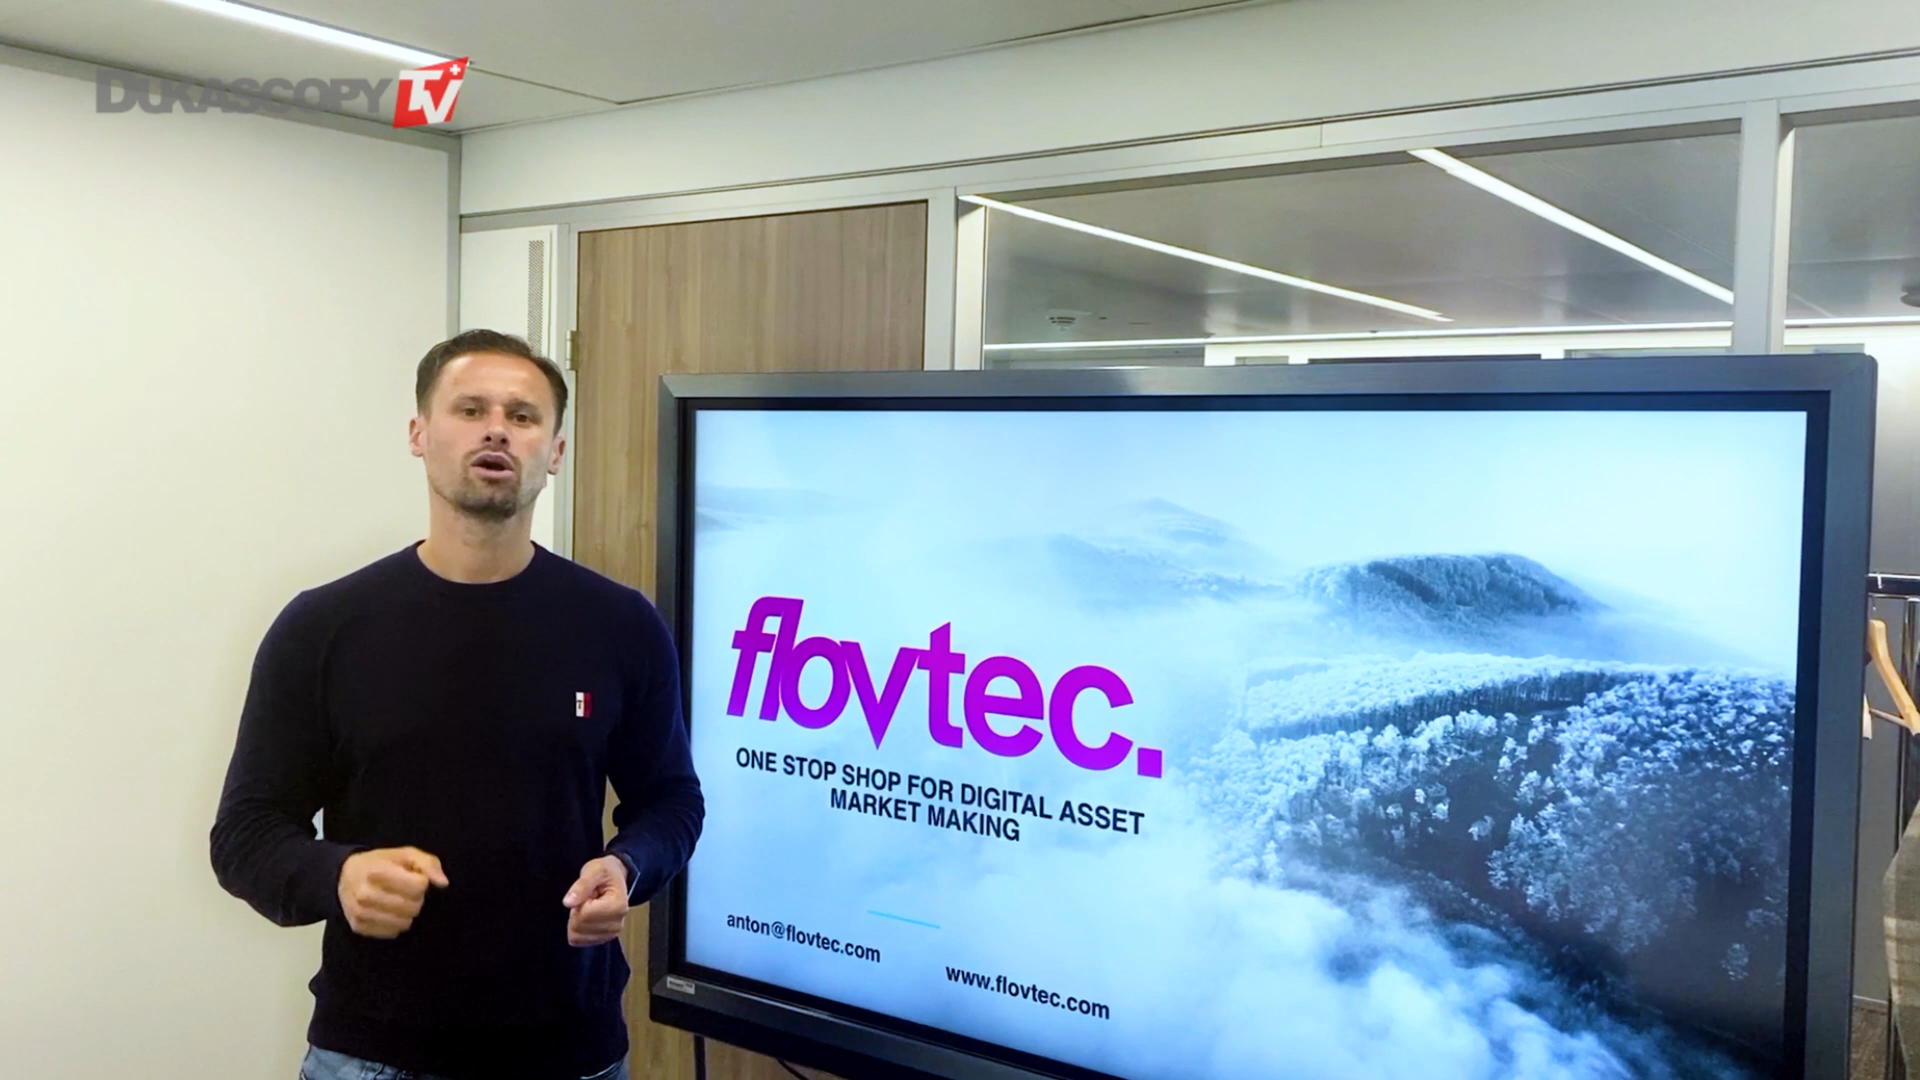 DUKASCOPY TV
flovtec.
ONE STOP SHOP FOR DIGITAL ASSET
MARKET MAKING
anton@flovtec.com
www.flovtec.com